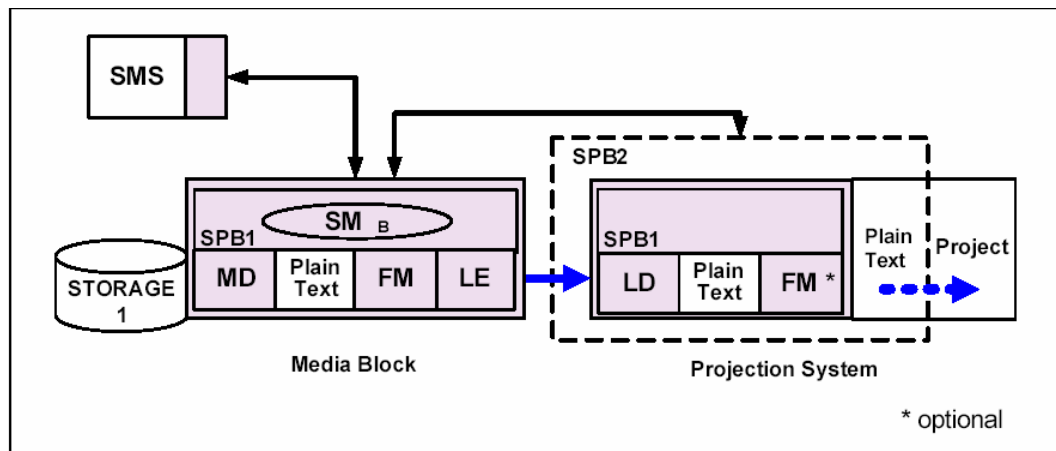 SMS
SPB2
SM B
SPB1
MD
Plain
Text
FM
LE
STORAGE
1
Media Block
SPB1
LD
Plain
Text
FM *
Plain
Text
Project
Projection System
* optional